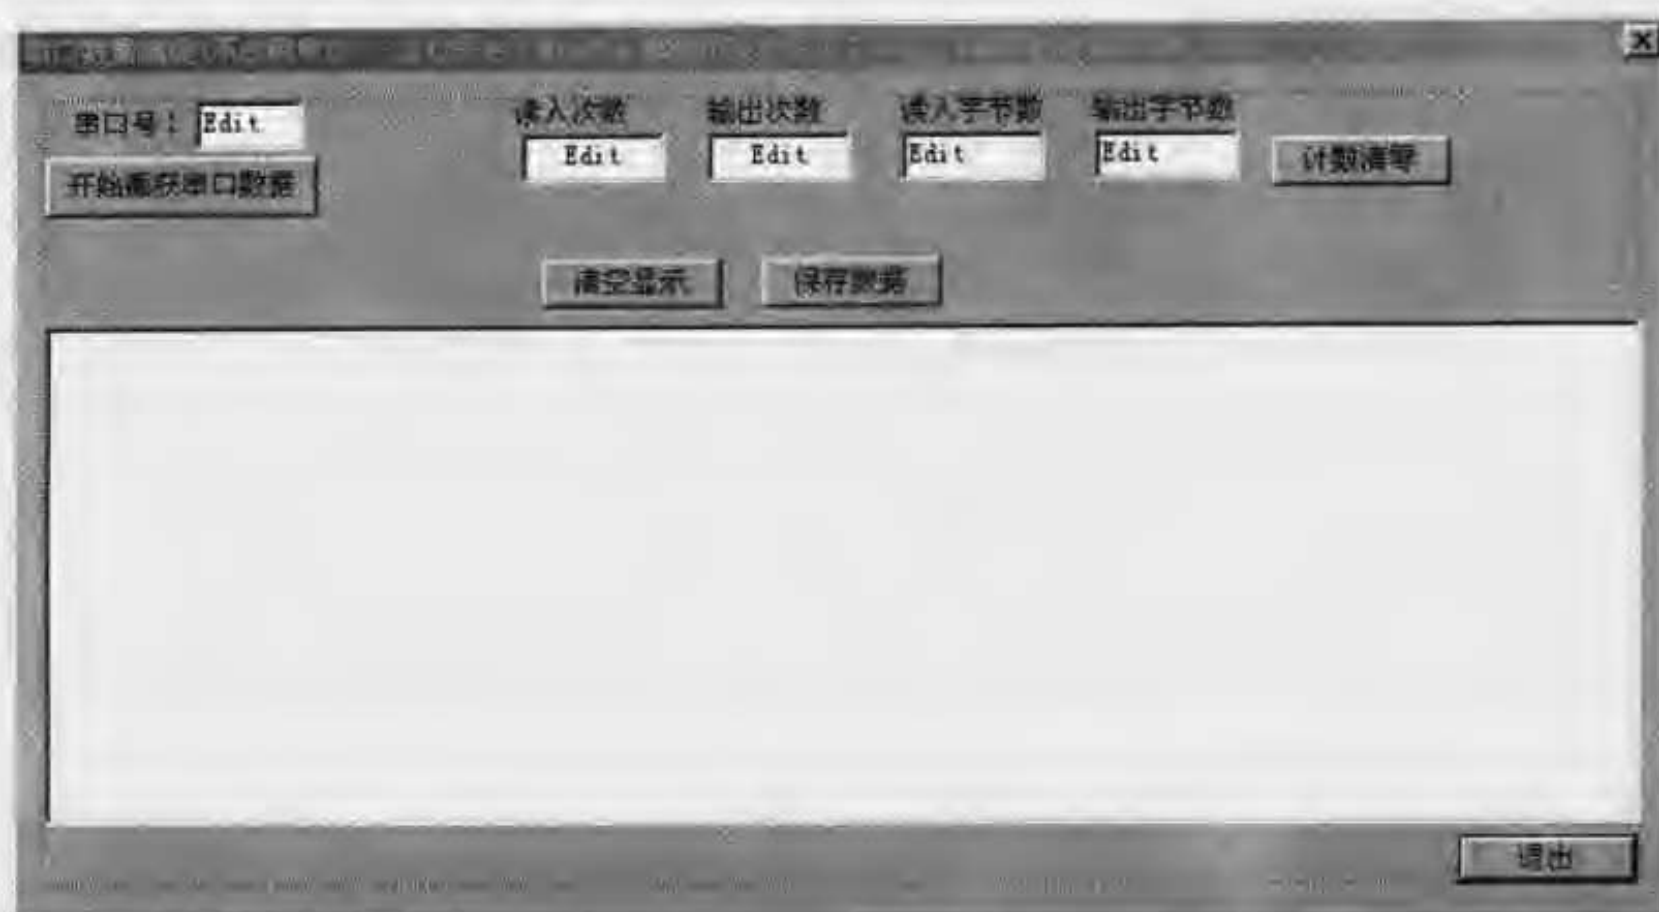 串口号： Edit
读入次数 输出次数 读入字节数 输出字节数
Edit Edit Edit Edit
计数清零
开始截获串口数据
清空显示 保存数据
退出